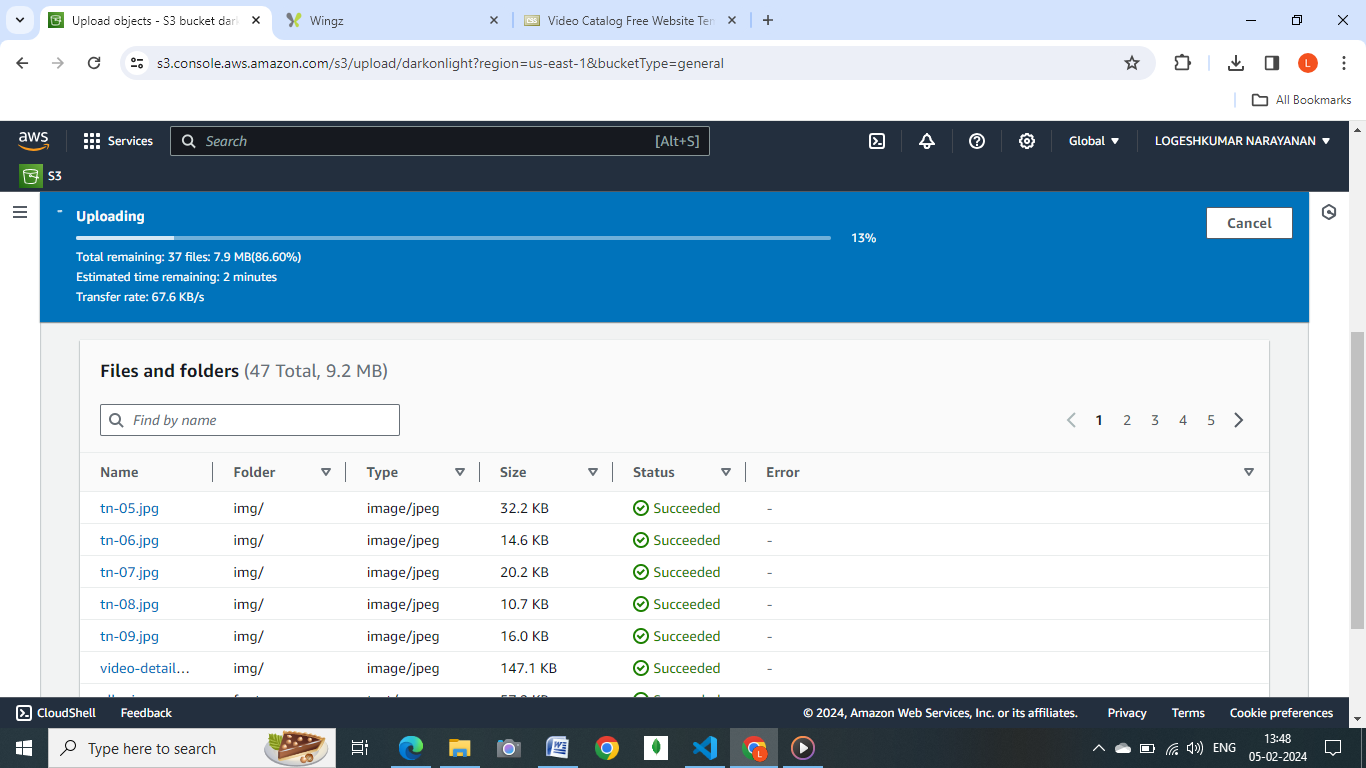 Upload objects - S3 bucket dar
Wingz
Video Catalog Free Website Ten
s3.console.aws.amazon.com/s3/upload/darkonlight?region=us-east-1&bucketType=general
L
All Bookmarks
aws
Services
Search
[Alt+S]
Global
LOGESHKUMAR NARAYANAN
S3
Uploading
13%
Cancel
Total remaining: 37 files: 7.9 MB(86.60%)
Estimated time remaining: 2 minutes
Transfer rate: 67.6 KB/s
Files and folders (47 Total, 9.2 MB)
Find by name
1 2 3 4 5
Name Folder Type Size Status Error
tn-05.jpg img/ image/jpeg 32.2 KB Succeeded -
tn-06.jpg img/ image/jpeg 14.6 KB Succeeded -
tn-07.jpg img/ image/jpeg 20.2 KB Succeeded -
tn-08.jpg img/ image/jpeg 10.7 KB Succeeded -
tn-09.jpg img/ image/jpeg 16.0 KB Succeeded -
video-detail... img/ image/jpeg 147.1 KB Succeeded -
CloudShell Feedback © 2024, Amazon Web Services, Inc. or its affiliates. Privacy Terms Cookie preferences
Type here to search
ENG
13:48
05-02-2024